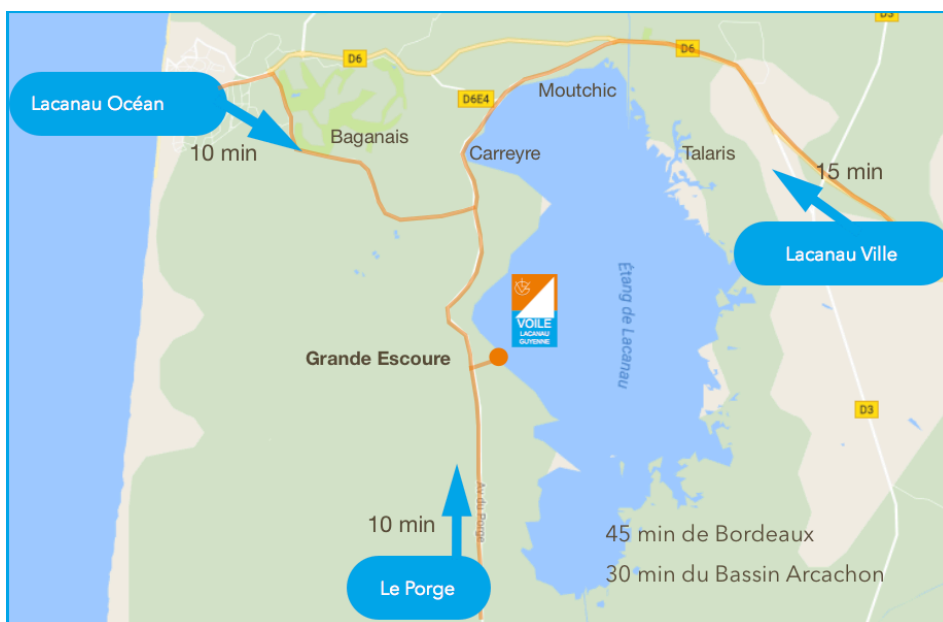 D3
D6
D6
Lacanau Océan
Moutchic
D6E4
10 min
Baganais
Carreyre
Talaris
15 min
Lacanau Ville
Étang de Lacanau
VOILE
LACANAU
GUYENNE
Grande Escoure
D3
Av du Porge
10 min
45 min de Bordeaux
30 min du Bassin Arcachon
Le Porge